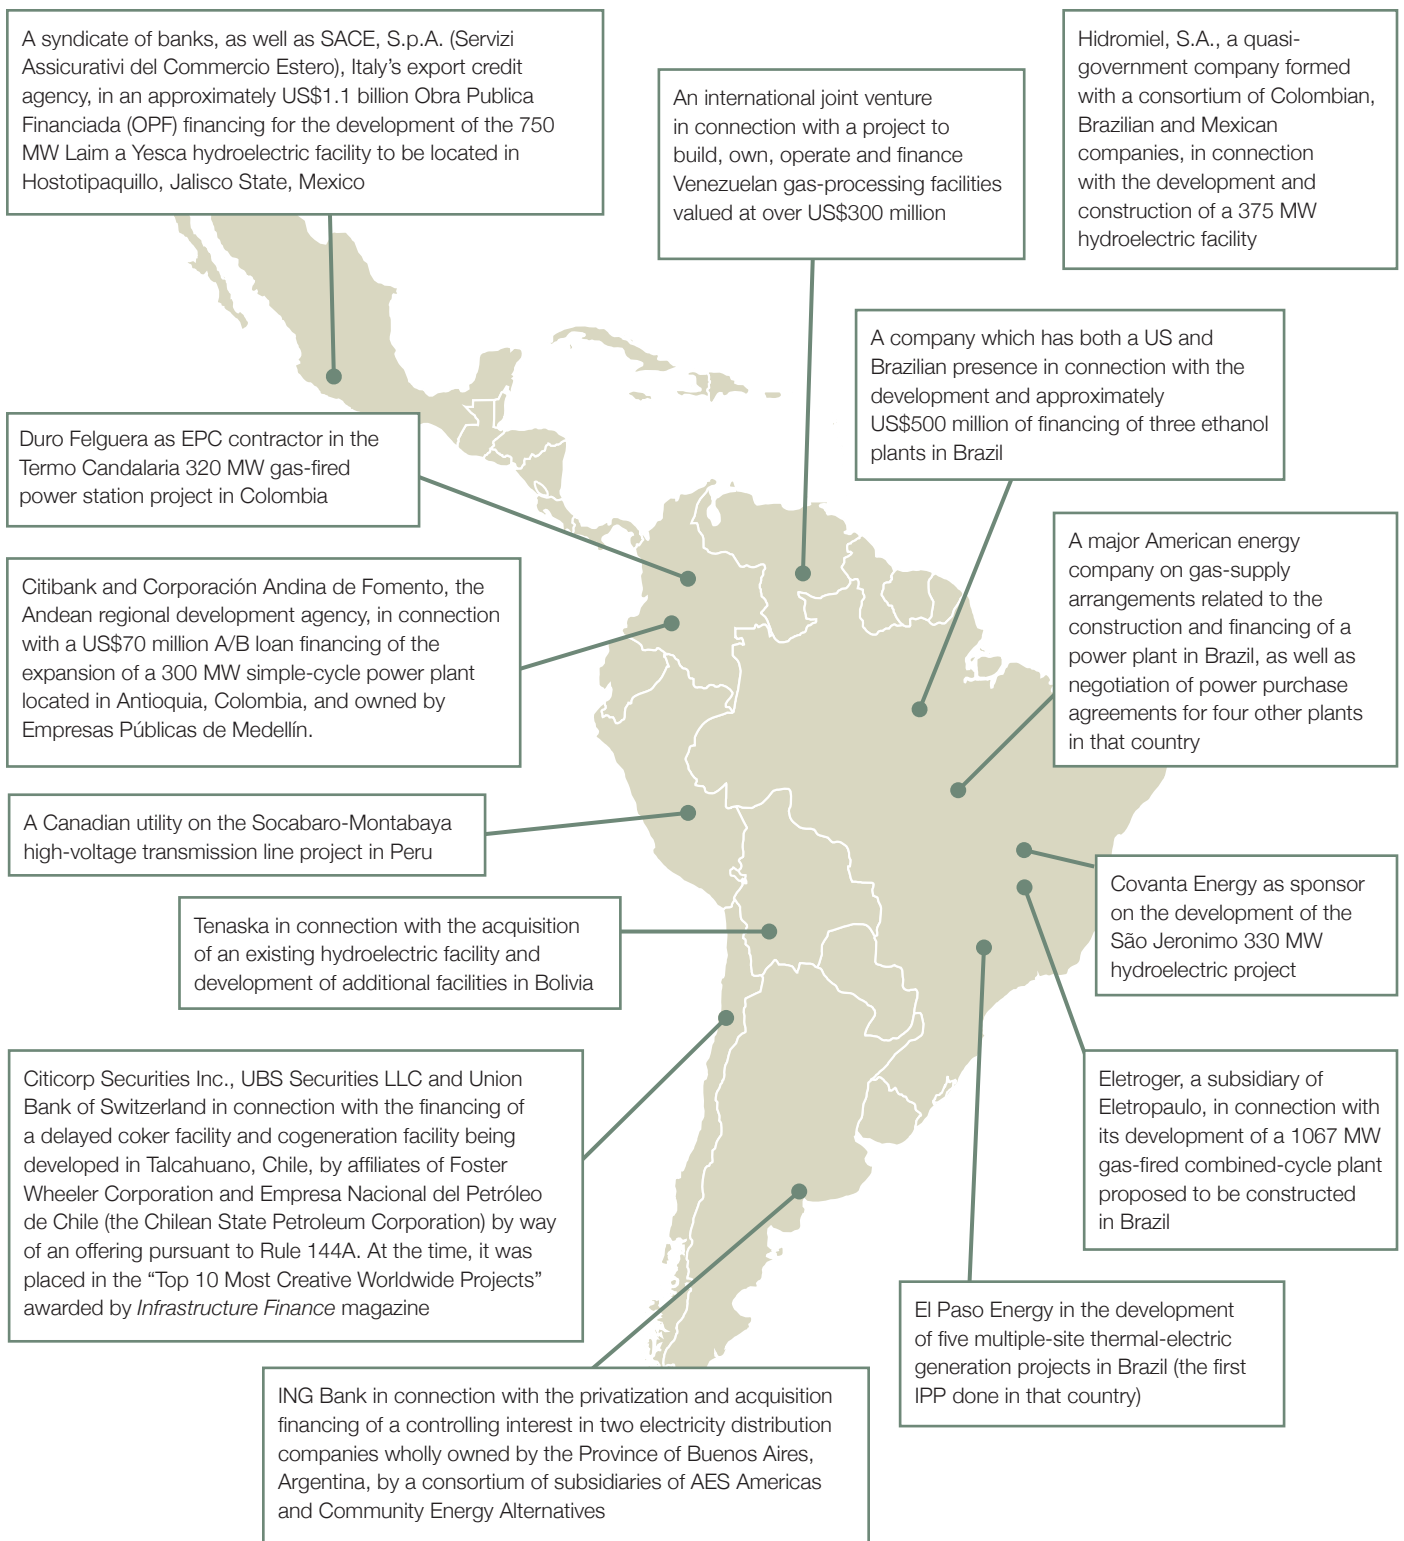 A syndicate of banks, as well as SACE, S.p.A. (Servizi
Assicurativi del Commercio Estero), Italy’s export credit
agency, in an approximately US$1.1 billion Obra Publica
Financiada (OPF) financing for the development of the 750
MW Laim a Yesca hydroelectric facility to be located in
Hostotipaquillo, Jalisco State, Mexico
An international joint venture
in connection with a project to
build, own, operate and finance
Venezuelan gas-processing facilities
valued at over US$300 million
Hidromiel, S.A., a quasi-
government company formed
with a consortium of Colombian,
Brazilian and Mexican
companies, in connection
with the development and
construction of a 375 MW
hydroelectric facility
A company which has both a US and
Brazilian presence in connection with the
development and approximately
US$500 million of financing of three ethanol
plants in Brazil
Duro Felguera as EPC contractor in the
Termo Candalaria 320 MW gas-fired
power station project in Colombia
A major American energy
company on gas-supply
arrangements related to the
construction and financing of a
power plant in Brazil, as well as
negotiation of power purchase
agreements for four other plants
in that country
Citibank and Corporación Andina de Fomento, the
Andean regional development agency, in connection
with a US$70 million A/B loan financing of the
expansion of a 300 MW simple-cycle power plant
located in Antioquia, Colombia, and owned by
Empresas Públicas de Medellín.
A Canadian utility on the Socabaro-Montabaya
high-voltage transmission line project in Peru
Covanta Energy as sponsor
on the development of the
São Jeronimo 330 MW
hydroelectric project
Tenaska in connection with the acquisition
of an existing hydroelectric facility and
development of additional facilities in Bolivia
Citicorp Securities Inc., UBS Securities LLC and Union
Bank of Switzerland in connection with the financing of
a delayed coker facility and cogeneration facility being
developed in Talcahuano, Chile, by affiliates of Foster
Wheeler Corporation and Empresa Nacional del Petróleo
de Chile (the Chilean State Petroleum Corporation) by way
of an offering pursuant to Rule 144A. At the time, it was
placed in the “Top 10 Most Creative Worldwide Projects”
awarded by Infrastructure Finance magazine
Eletroger, a subsidiary of
Eletropaulo, in connection with
its development of a 1067 MW
gas-fired combined-cycle plant
proposed to be constructed
in Brazil
El Paso Energy in the development
of five multiple-site thermal-electric
generation projects in Brazil (the first
IPP done in that country)
ING Bank in connection with the privatization and acquisition
financing of a controlling interest in two electricity distribution
companies wholly owned by the Province of Buenos Aires,
Argentina, by a consortium of subsidiaries of AES Americas
and Community Energy Alternatives